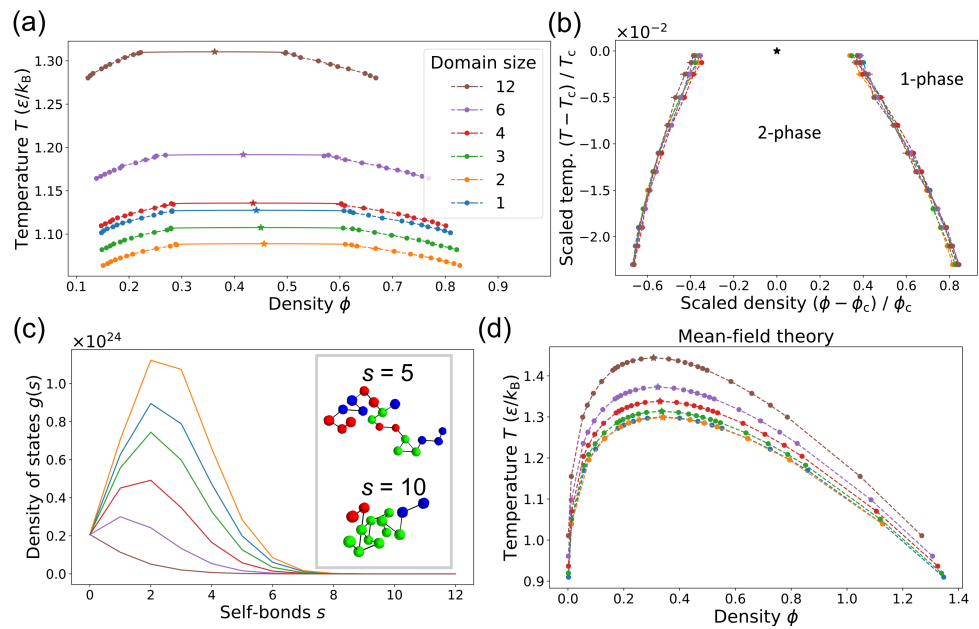 (a)
1.30
1.25
1.20
1.15
1.10
Temperature T (ε/kB)
0.1 0.2 0.3 0.4 0.5 0.6 0.7 0.8 0.9
Density ϕ
Domain size
12
6
4
3
2
1
(b)
×10⁻²
0.0
-0.5
-1.0
-1.5
-2.0
Scaled temp. (T − Tc) / Tc
1-phase
2-phase
-0.6 -0.4 -0.2 0.0 0.2 0.4 0.6 0.8
Scaled density (ϕ − ϕc) / ϕc
(c)
×10²⁴
1.0
0.8
0.6
0.4
0.2
0.0
Density of states g(s)
0 2 4 6 8 10 12
Self-bonds s
s = 5
s = 10
(d)
Mean-field theory
1.4
1.3
1.2
1.1
1.0
0.9
Temperature T (ε/kB)
0.0 0.2 0.4 0.6 0.8 1.0 1.2 1.4
Density ϕ